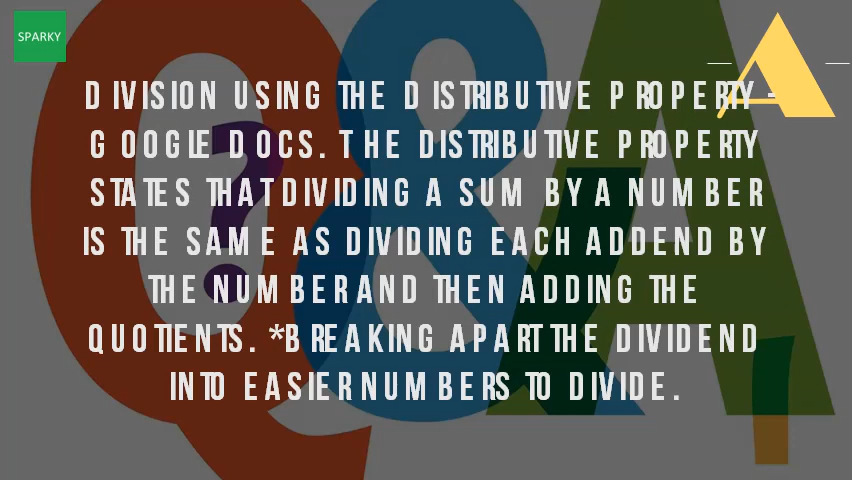 SPARKY
DIVISION USING THE DISTRIBUTIVE PROPERTY -
GOOGLE DOCS. THE DISTRIBUTIVE PROPERTY
STATES THAT DIVIDING A SUM BY A NUMBER
IS THE SAME AS DIVIDING EACH ADDEND BY
THE NUMBER AND THEN ADDING THE
QUOTIENTS. *BREAKING APART THE DIVIDEND
INTO EASIER NUMBERS TO DIVIDE.
Q&A
?
A